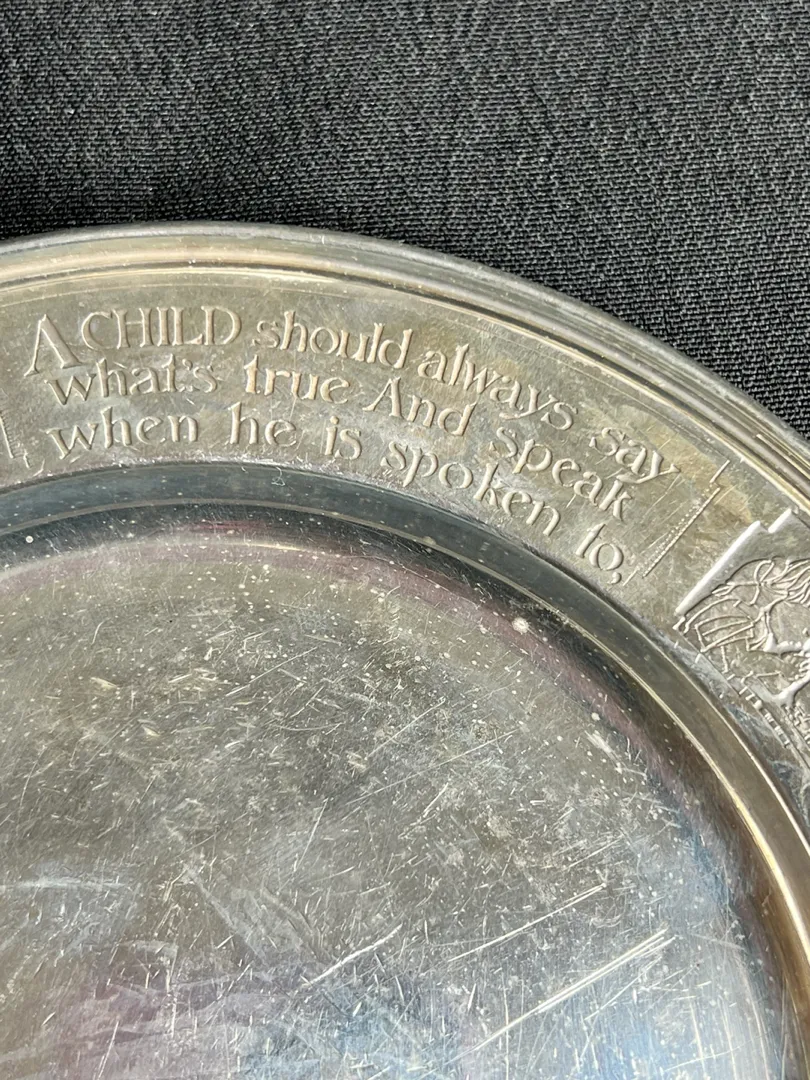 A CHILD should always say
what's true And speak
when he is spoken to,